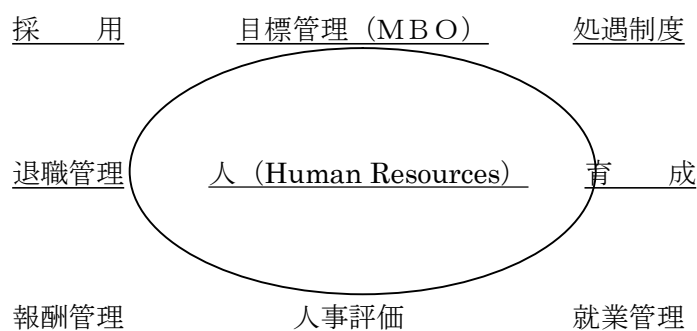 採　　用　　目標管理（ＭＢＯ）　　処遇制度
退職管理　　人（Human Resources）　　育　　成
報酬管理　　人事評価　　就業管理